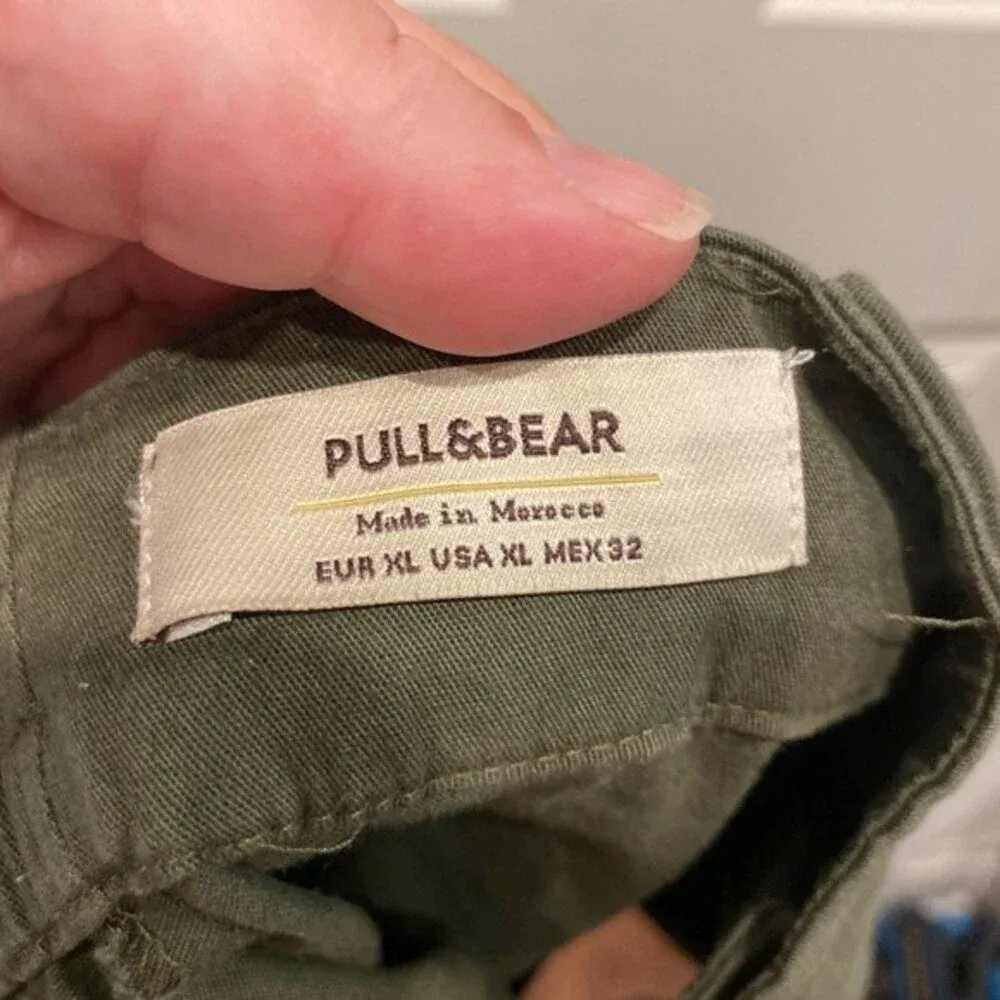 PULL&BEAR
Made in Morocco
EUR XL USA XL MEX 32